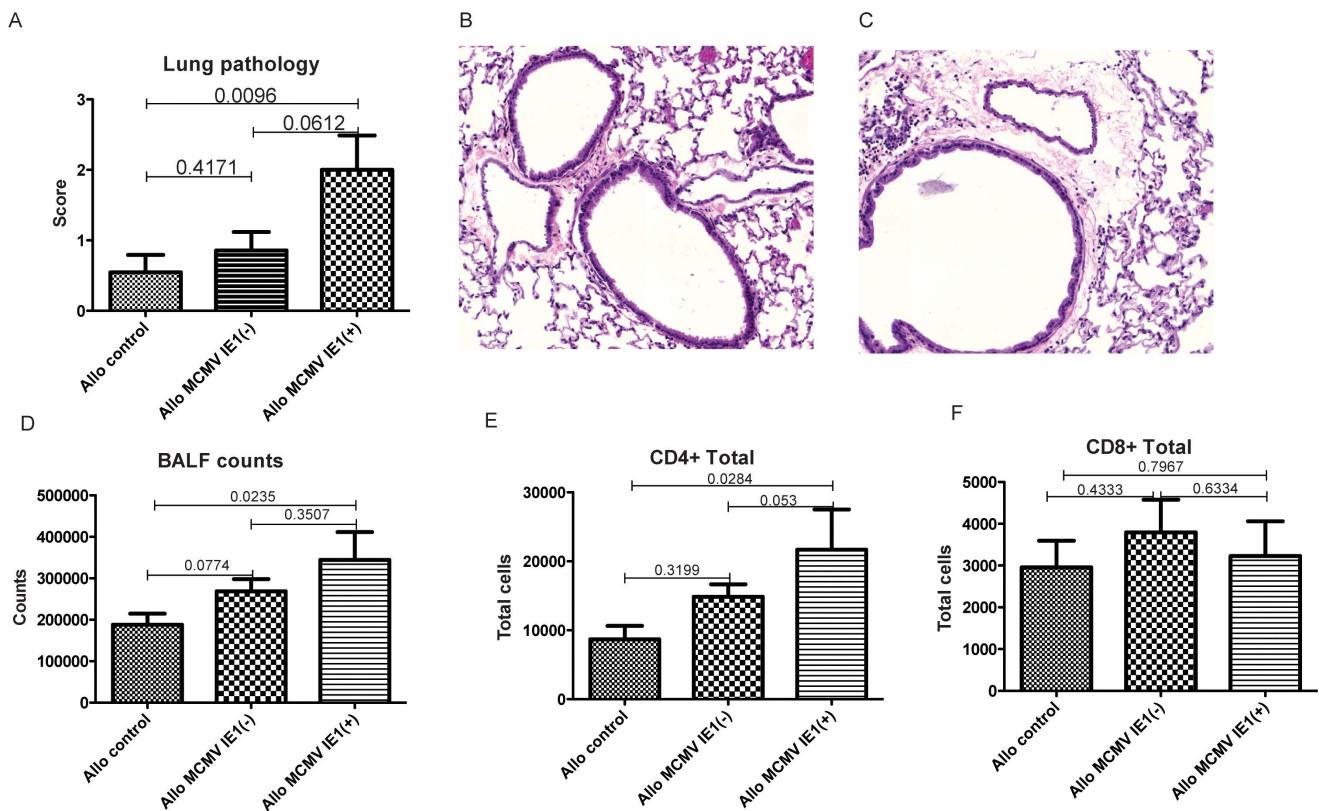 A
Lung pathology
0.0096
0.0612
0.4171
3
2
1
0
Score
Allo control
Allo MCMV IE1(-)
Allo MCMV IE1(+)
B
C
D
BALF counts
0.0235
0.3507
0.0774
500000
400000
300000
200000
100000
0
Counts
Allo control
Allo MCMV IE1(-)
Allo MCMV IE1(+)
E
CD4+ Total
0.0284
0.053
0.3199
30000
20000
10000
0
Total cells
Allo control
Allo MCMV IE1(-)
Allo MCMV IE1(+)
F
CD8+ Total
0.7967
0.4333
0.6334
5000
4000
3000
2000
1000
0
Total cells
Allo control
Allo MCMV IE1(-)
Allo MCMV IE1(+)